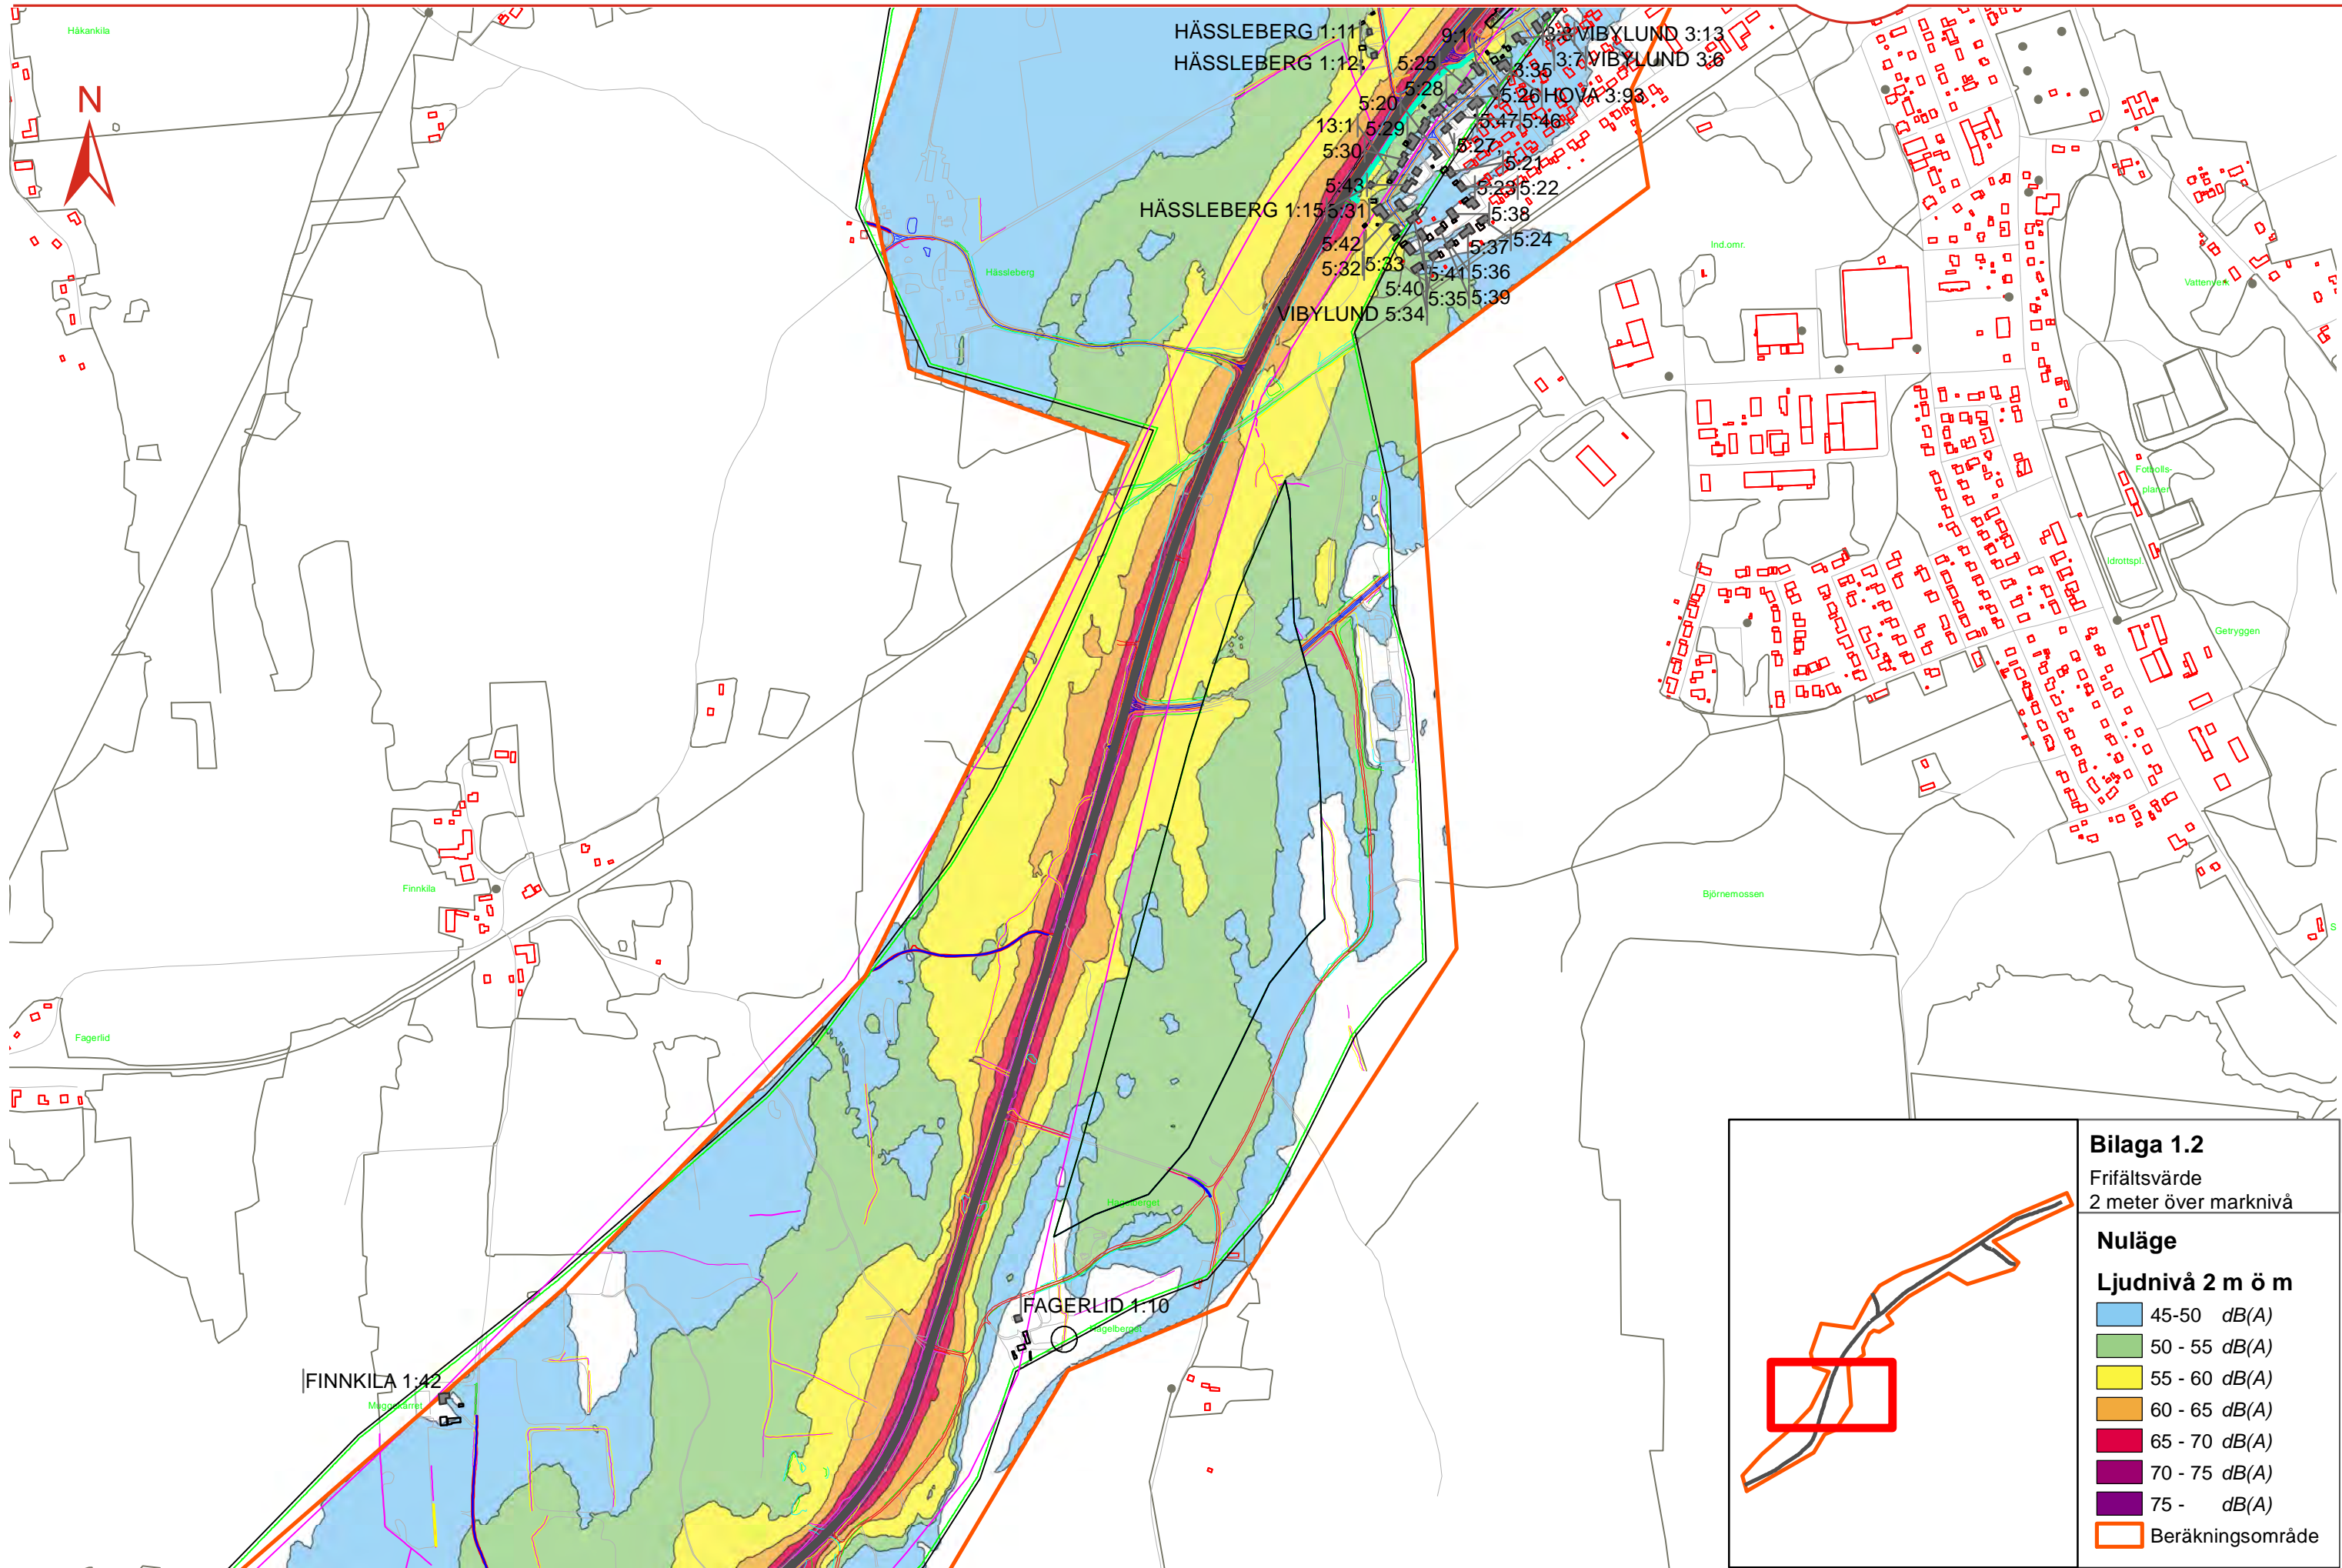 Håkankila
N
HÄSSLEBERG 1:11
HÄSSLEBERG 1:12
9:1
3:8 VIBYLUND 3:13
3:7 VIBYLUND 3:6
5:25
3:35
5:28
5:20
5:26 HOVA 3:93
13:1
5:29
5:47 5:46
5:30
5:27,
5:21
5:43
5:23 5:22
HÄSSLEBERG 1:15 5:31
5:38
5:42
5:37 5:24
5:32 5:33
5:41 5:36
5:40
5:35 5:39
VIBYLUND 5:34
Hässleberg
Ind.omr.
Vattenverk
Fotbolls-
planer
Idrottspl.
Getryggen
Finnkila
Björnemossen
S
Fagerlid
Hagelberget
FAGERLID 1:10
Hagelberget
FINNKILA 1:42
Bilaga 1.2
Frifältsvärde
2 meter över marknivå
Nuläge
Ljudnivå 2 m ö m
45-50 dB(A)
50 - 55 dB(A)
55 - 60 dB(A)
60 - 65 dB(A)
65 - 70 dB(A)
70 - 75 dB(A)
75 - dB(A)
Beräkningsområde